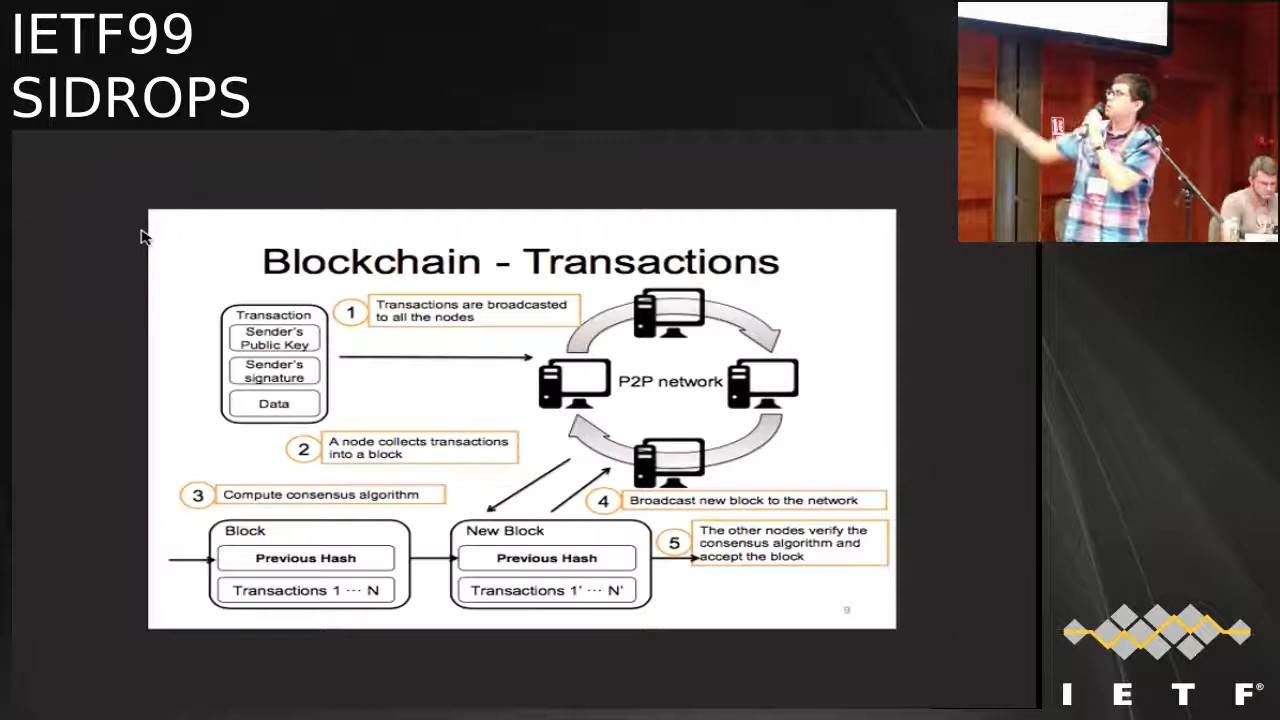 IETF99
SIDROPS
Blockchain - Transactions
Transaction
Sender's
Public Key
Sender's
signature
Data
1
Transactions are broadcasted
to all the nodes
P2P network
2
A node collects transactions
into a block
3
Compute consensus algorithm
4
Broadcast new block to the network
5
The other nodes verify the
consensus algorithm and
accept the block
Block
Previous Hash
Transactions 1 ··· N
New Block
Previous Hash
Transactions 1' ··· N'
9
I E T F®